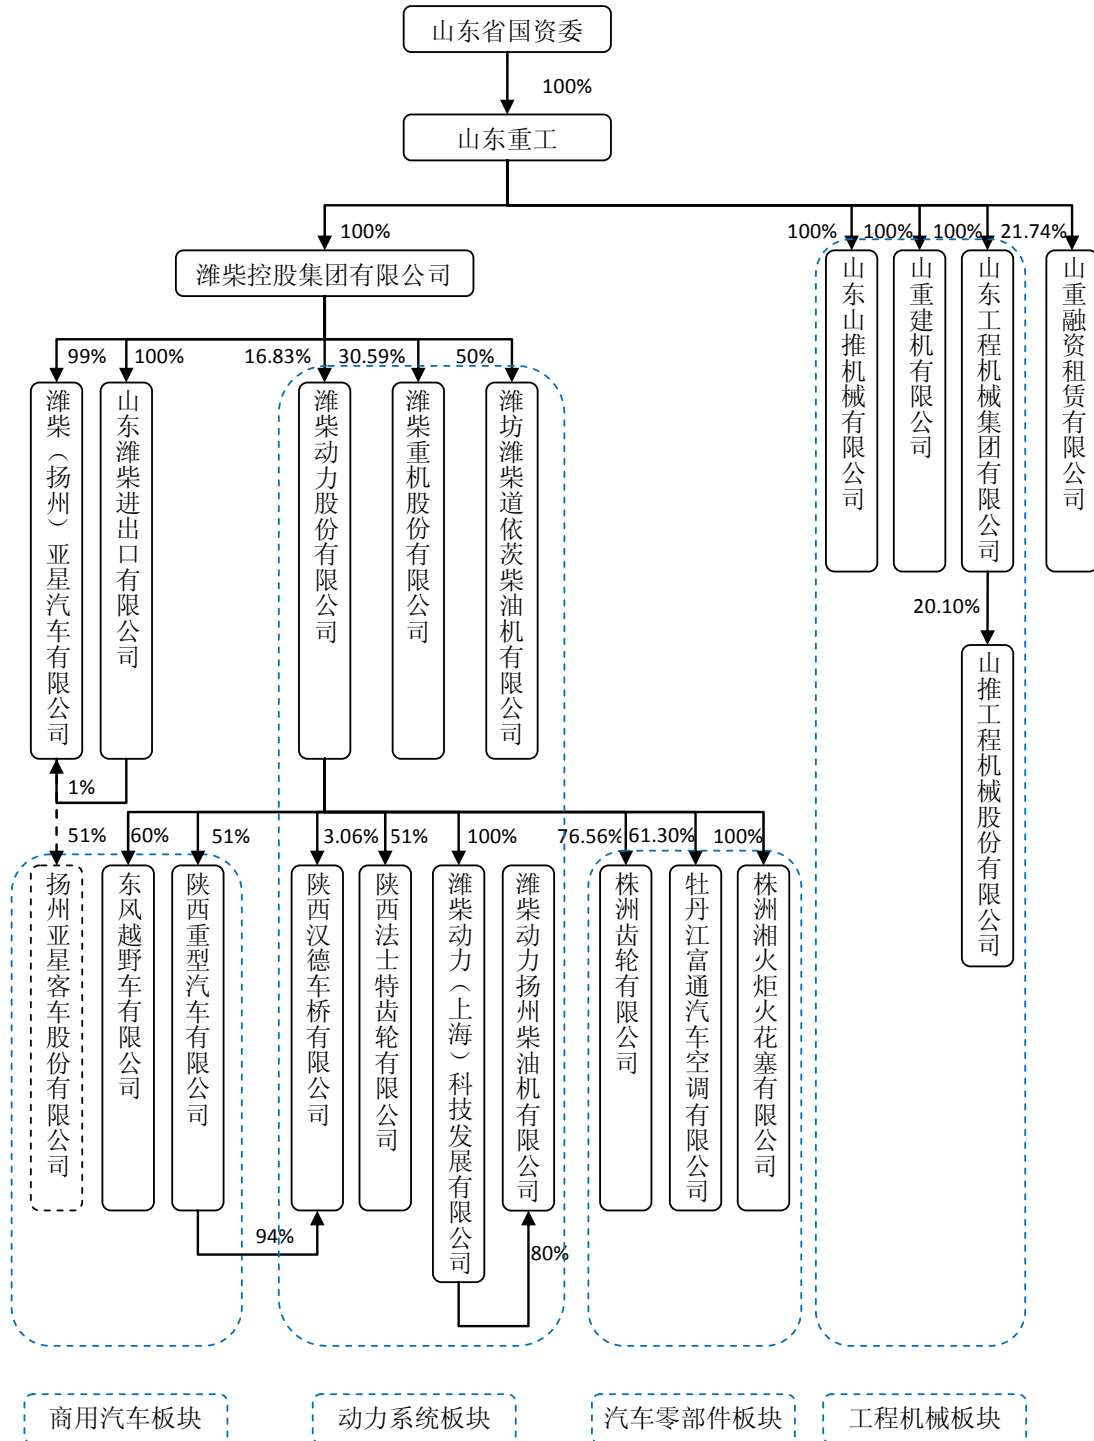 山东省国资委
100%
山东重工
100%
100%
100%
100%
21.74%
潍柴控股集团有限公司
山东山推机械有限公司
山重建机有限公司
山东工程机械集团有限公司
山重融资租赁有限公司
99%
100%
16.83%
30.59%
50%
潍柴（扬州）亚星汽车有限公司
山东潍柴进出口有限公司
潍柴动力股份有限公司
潍柴重机股份有限公司
潍坊潍柴道依茨柴油机有限公司
20.10%
山推工程机械股份有限公司
1%
51%
60%
51%
3.06%
51%
100%
76.56%
61.30%
100%
扬州亚星客车股份有限公司
东风越野车有限公司
陕西重型汽车有限公司
陕西汉德车桥有限公司
陕西法士特齿轮有限公司
潍柴动力（上海）科技发展有限公司
潍柴动力扬州柴油机有限公司
株洲齿轮有限公司
牡丹江富通汽车空调有限公司
株洲湘火炬火花塞有限公司
94%
80%
商用汽车板块
动力系统板块
汽车零部件板块
工程机械板块